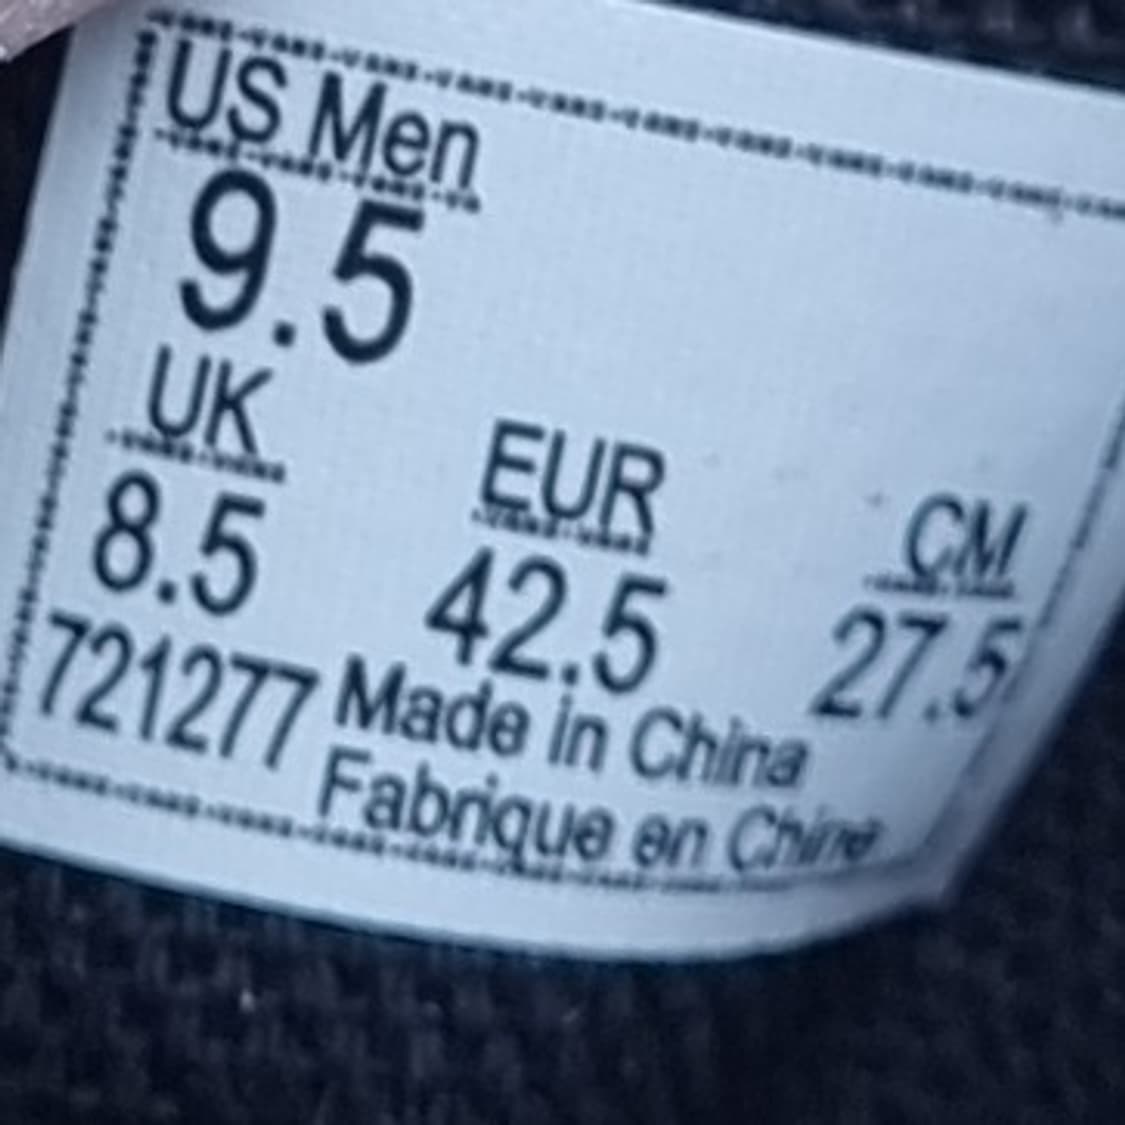 US Men
9.5
UK EUR CM
8.5 42.5 27.5
721277 Made in China
Fabrique en Chine